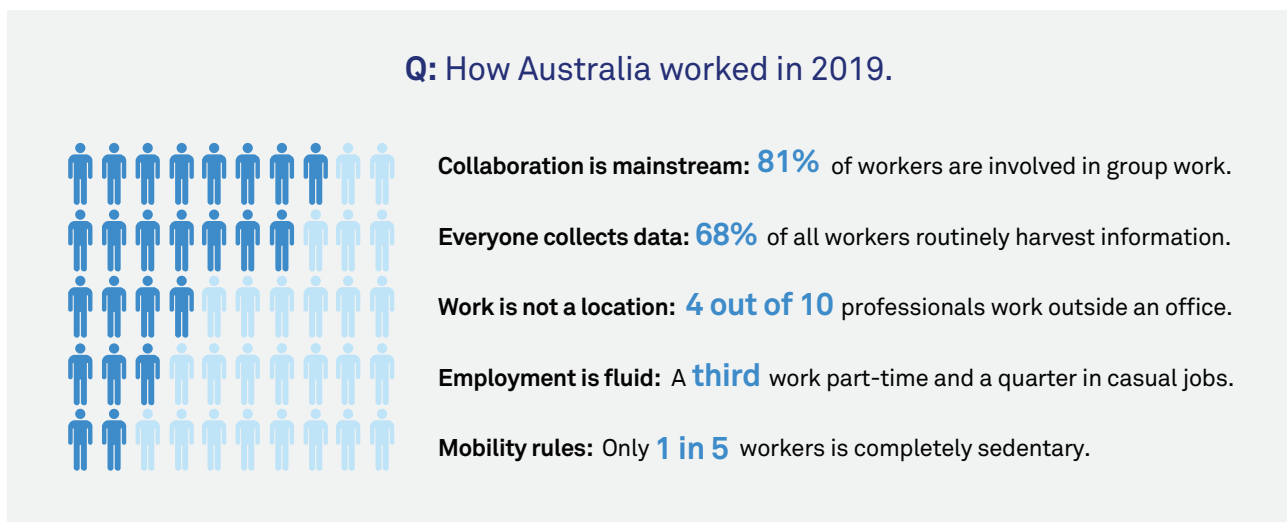 Q: How Australia worked in 2019.
Collaboration is mainstream: 81% of workers are involved in group work.
Everyone collects data: 68% of all workers routinely harvest information.
Work is not a location: 4 out of 10 professionals work outside an office.
Employment is fluid: A third work part-time and a quarter in casual jobs.
Mobility rules: Only 1 in 5 workers is completely sedentary.